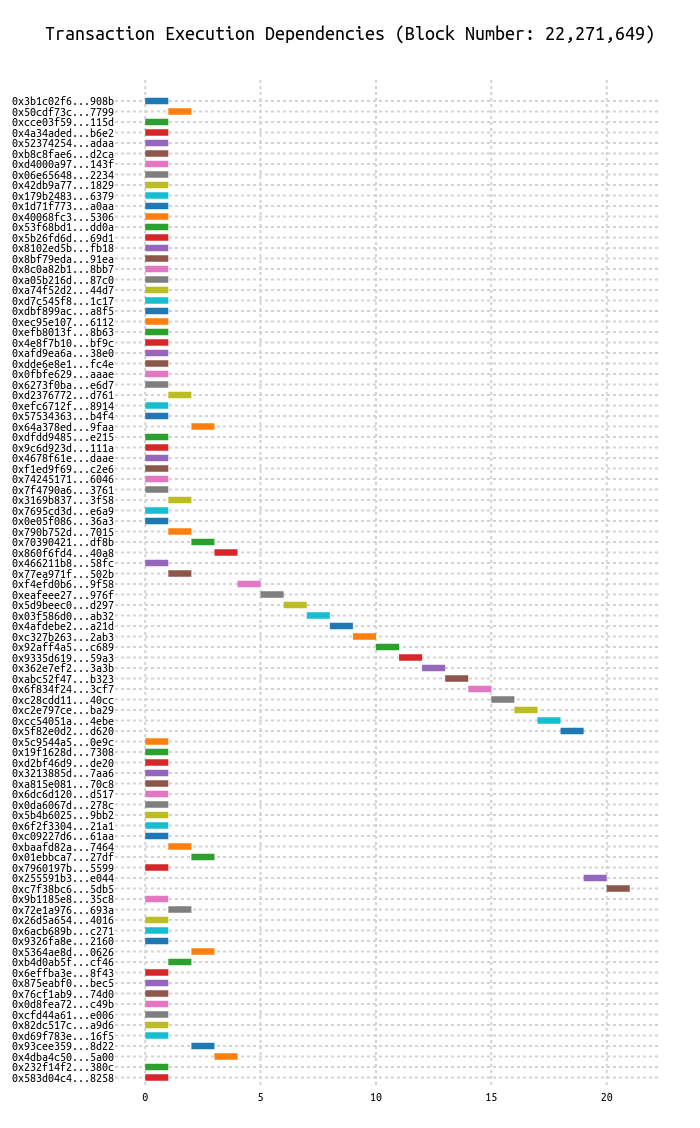 Transaction Execution Dependencies (Block Number: 22,271,649)
0x3b1c02f6...908b
0x50cdf73c...7799
0xcce03f59...115d
0x4a34aded...b6e2
0x52374254...adaa
0xb8c8fae6...d2ca
0xd4000a97...143f
0x06e65648...2234
0x42db9a77...1829
0x179b2483...6379
0x1d71f773...a0aa
0x40068fc3...5306
0x53f68bd1...dd0a
0x5b26fd6d...69d1
0x8102ed5b...fb18
0x8bf79eda...91ea
0x8c0a82b1...8bb7
0xa05b216d...87c0
0xa74f52d2...44d7
0xd7c545f8...1c17
0xdbf899ac...a8f5
0xec95e107...6112
0xefb8013f...8b63
0x4e8f7b10...bf9c
0xafd9ea6a...38e0
0xdde6e8e1...fc4e
0x0fbfe629...aaae
0x6273f0ba...e6d7
0xd2376772...d761
0xefc6712f...8914
0x57534363...b4f4
0x64a378ed...9faa
0xdfdd9485...e215
0x9c6d923d...111a
0x4678f61e...daae
0xf1ed9f69...c2e6
0x74245171...6046
0x7f4790a6...3761
0x3169b837...3f58
0x7695cd3d...e6a9
0x0e05f086...36a3
0x790b752d...7015
0x70390421...df8b
0x860f6fd4...40a8
0x466211b8...58fc
0x77ea971f...502b
0xf4efd0b6...9f58
0xeafeee27...976f
0x5d9beec0...d297
0x03f586d0...ab32
0x4afdebe2...a21d
0xc327b263...2ab3
0x92aff4a5...c689
0x9335d619...59a3
0x362e7ef2...3a3b
0xabc52f47...b323
0x6f834f24...3cf7
0xc28cdd11...40cc
0xc2e797ce...ba29
0xcc54051a...4ebe
0x5f82e0d2...d620
0x5c9544a5...0e9c
0x19f1628d...7308
0xd2bf46d9...de20
0x3213885d...7aa6
0xa815e081...70c8
0x6dc6d120...d517
0x0da6067d...278c
0x5b4b6025...9bb2
0x6f2f3304...21a1
0xc09227d6...61aa
0xbaafd82a...7464
0x01ebbca7...27df
0x7960197b...5599
0x255591b3...e044
0xc7f38bc6...5db5
0x9b1185e8...35c8
0x72e1a976...693a
0x26d5a654...4016
0x6acb689b...c271
0x9326fa8e...2160
0x5364ae8d...0626
0xb4d0ab5f...cf46
0x6effba3e...8f43
0x875eabf0...bec5
0x76cf1ab9...74d0
0x0d8fea72...c49b
0xcfd44a61...e006
0x82dc517c...a9d6
0xd69f783e...16f5
0x93cee359...8d22
0x4dba4c50...5a00
0x232f14f2...380c
0x583d04c4...8258
0 5 10 15 20